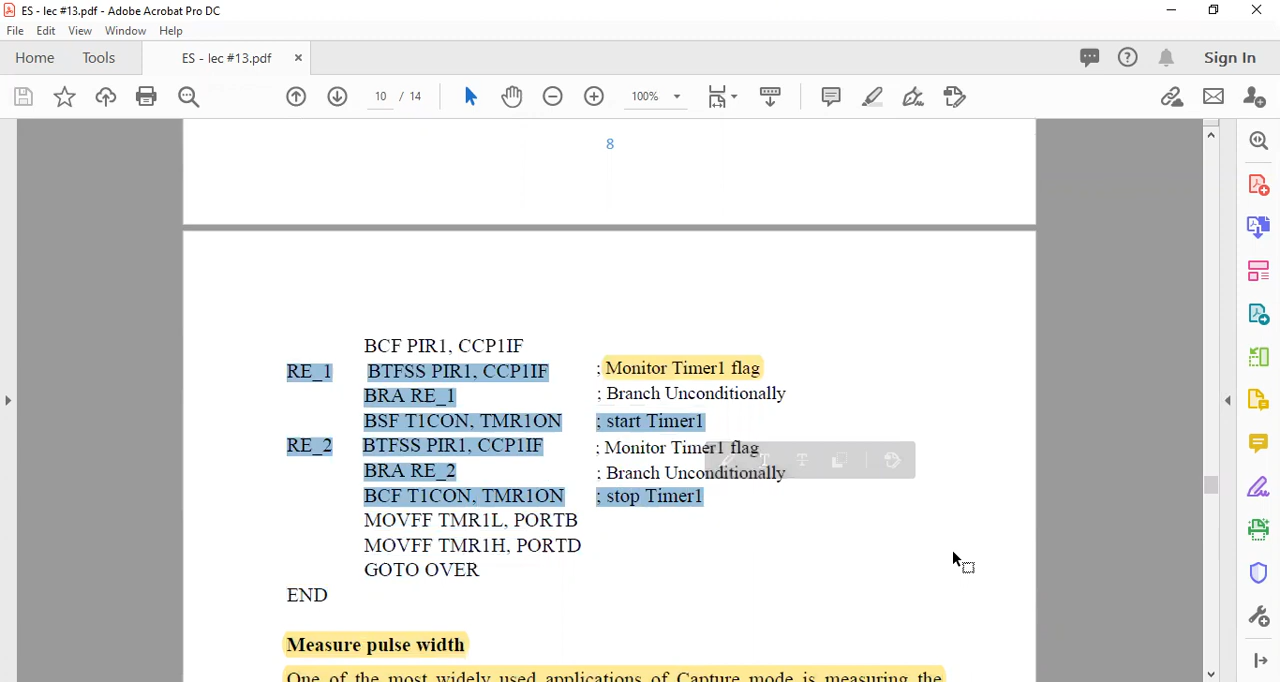 ES - lec #13.pdf - Adobe Acrobat Pro DC
File Edit View Window Help
Home Tools ES - lec #13.pdf × Sign In
10 / 14 100%
8
BCF PIR1, CCP1IF
RE_1 BTFSS PIR1, CCP1IF ; Monitor Timer1 flag
BRA RE_1 ; Branch Unconditionally
BSF T1CON, TMR1ON ; start Timer1
RE_2 BTFSS PIR1, CCP1IF ; Monitor Timer1 flag
BRA RE_2 ; Branch Unconditionally
BCF T1CON, TMR1ON ; stop Timer1
MOVFF TMR1L, PORTB
MOVFF TMR1H, PORTD
GOTO OVER
END
Measure pulse width
One of the most widely used applications of Capture mode is measuring the